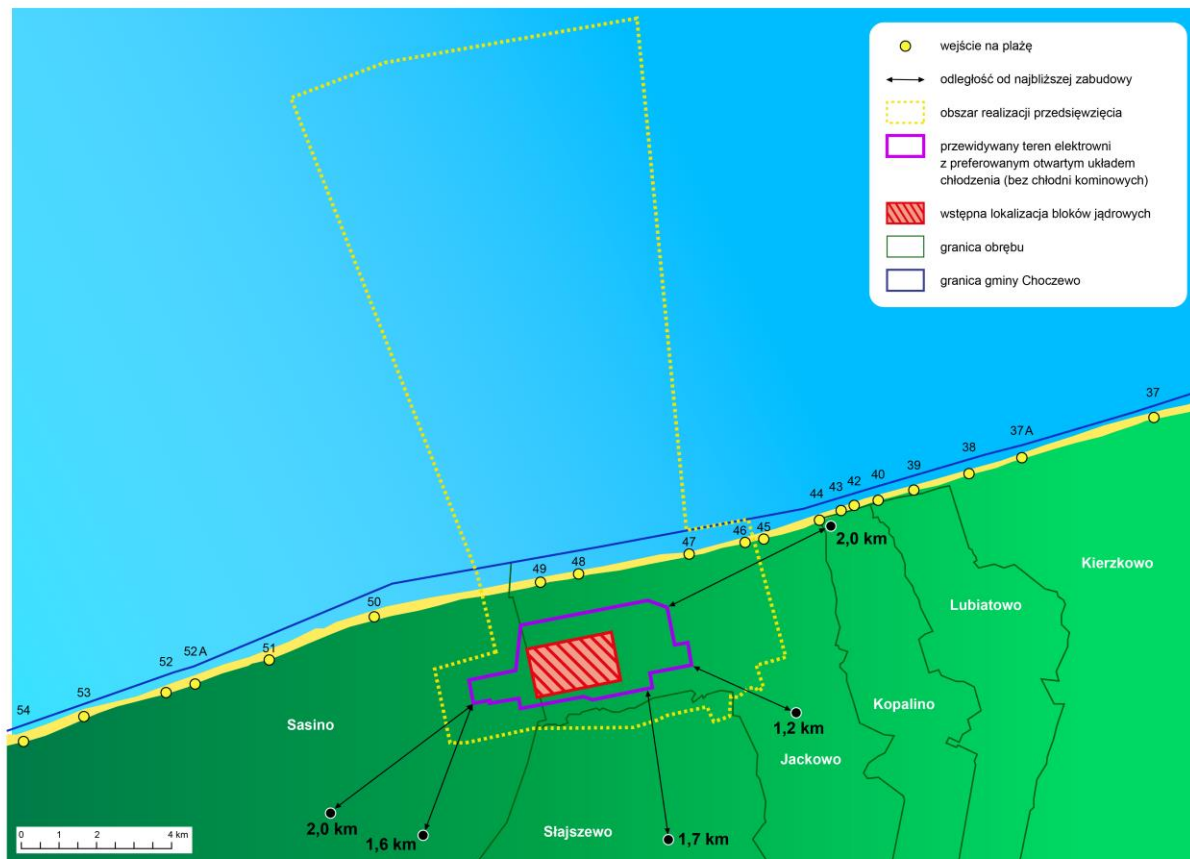 wejście na plażę
odległość od najbliższej zabudowy
obszar realizacji przedsięwzięcia
przewidywany teren elektrowni
z preferowanym otwartym układem
chłodzenia (bez chłodni kominowych)
wstępna lokalizacja bloków jądrowych
granica obrębu
granica gminy Choczewo
37
37A
38
39
40
42
43
44
45
46
47
48
49
50
51
52A
52
53
54
2,0 km
Kierzkowo
Lubiatowo
Kopalino
1,2 km
Jackowo
Sasino
2,0 km
1,6 km
Słajszewo
1,7 km
0 1 2 4 km